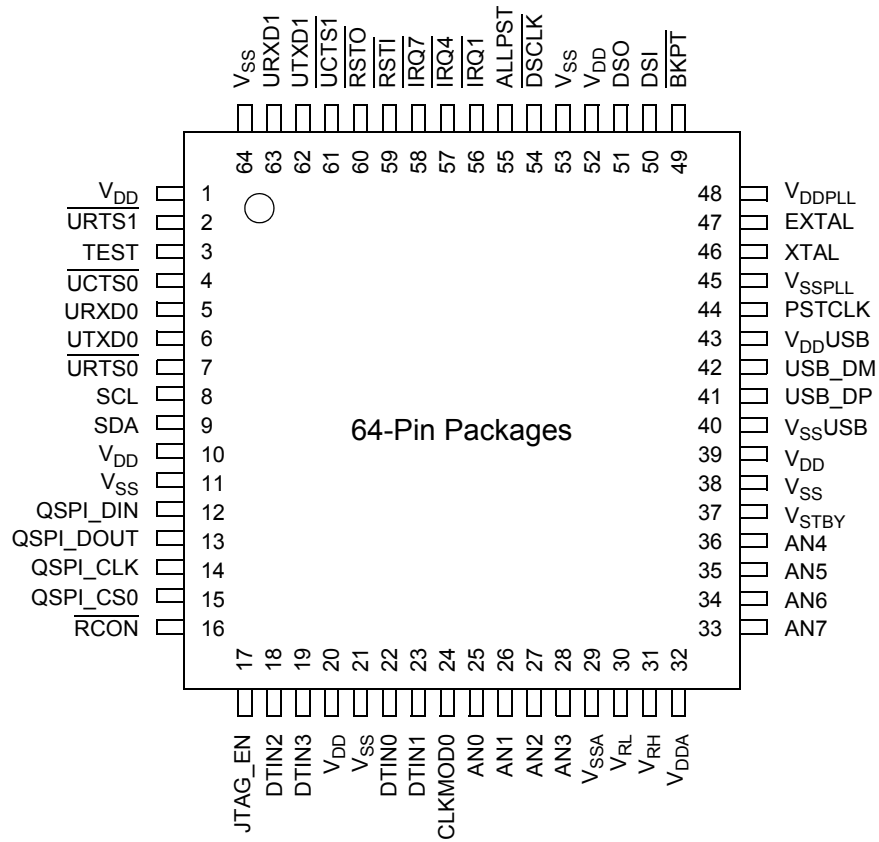 VSS URXD1 UTXD1 UCTS1 RSTO RSTI IRQ7 IRQ4 IRQ1 ALLPST DSCLK VSS VDD DSO DSI BKPT
64 63 62 61 60 59 58 57 56 55 54 53 52 51 50 49
VDD 1
URTS1 2
TEST 3
UCTS0 4
URXD0 5
UTXD0 6
URTS0 7
SCL 8
SDA 9
VDD 10
VSS 11
QSPI_DIN 12
QSPI_DOUT 13
QSPI_CLK 14
QSPI_CS0 15
RCON 16
64-Pin Packages
48 VDDPLL
47 EXTAL
46 XTAL
45 VSSPLL
44 PSTCLK
43 VDDUSB
42 USB_DM
41 USB_DP
40 VSSUSB
39 VDD
38 VSS
37 VSTBY
36 AN4
35 AN5
34 AN6
33 AN7
17 18 19 20 21 22 23 24 25 26 27 28 29 30 31 32
JTAG_EN DTIN2 DTIN3 VDD VSS DTIN0 DTIN1 CLKMOD0 AN0 AN1 AN2 AN3 VSSA VRL VRH VDDA